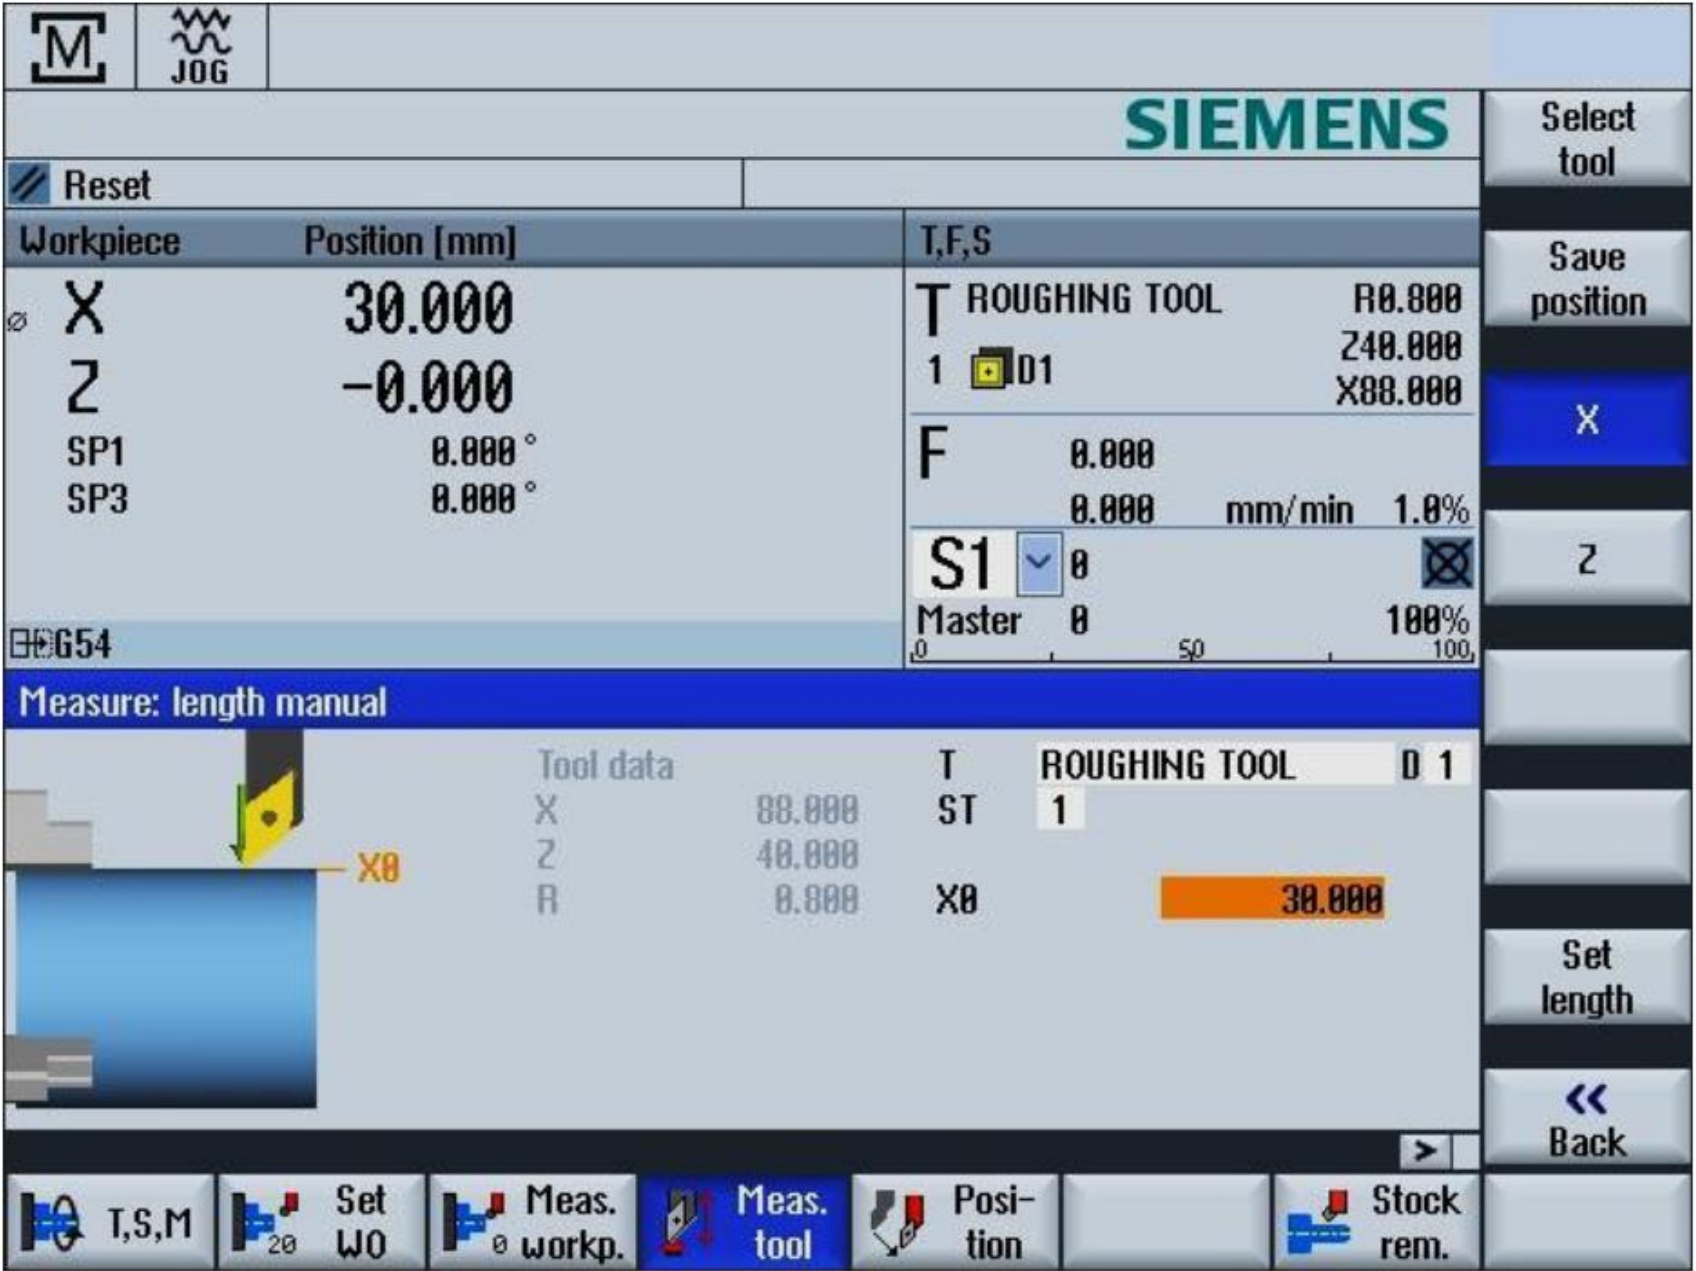 M
JOG
SIEMENS
Select
tool
Reset
Save
position
Workpiece Position [mm]
T,F,S
⌀ X 30.000
Z -0.000
SP1 0.000 °
SP3 0.000 °
T ROUGHING TOOL R0.800
Z40.000
1 D1
X88.000
F 0.000
0.000 mm/min 1.0%
S1 0
Master 0 100%
0 50 100
X
Z
G54
Measure: length manual
X0
Tool data
X 88.000
Z 40.000
R 0.800
T ROUGHING TOOL D 1
ST 1
X0 30.000
Set
length
<<
Back
>
T,S,M
20 Set
WO
0 Meas.
workp.
Meas.
tool
Posi-
tion
Stock
rem.